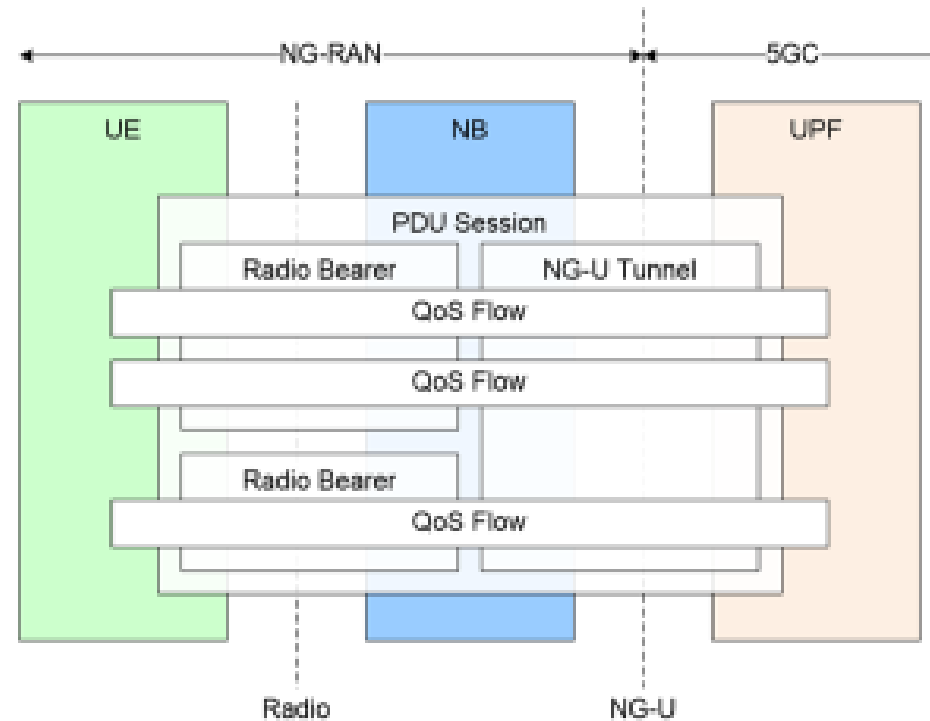 NG-RAN 5GC
UE NB UPF
PDU Session
Radio Bearer NG-U Tunnel
QoS Flow
QoS Flow
Radio Bearer
QoS Flow
Radio NG-U